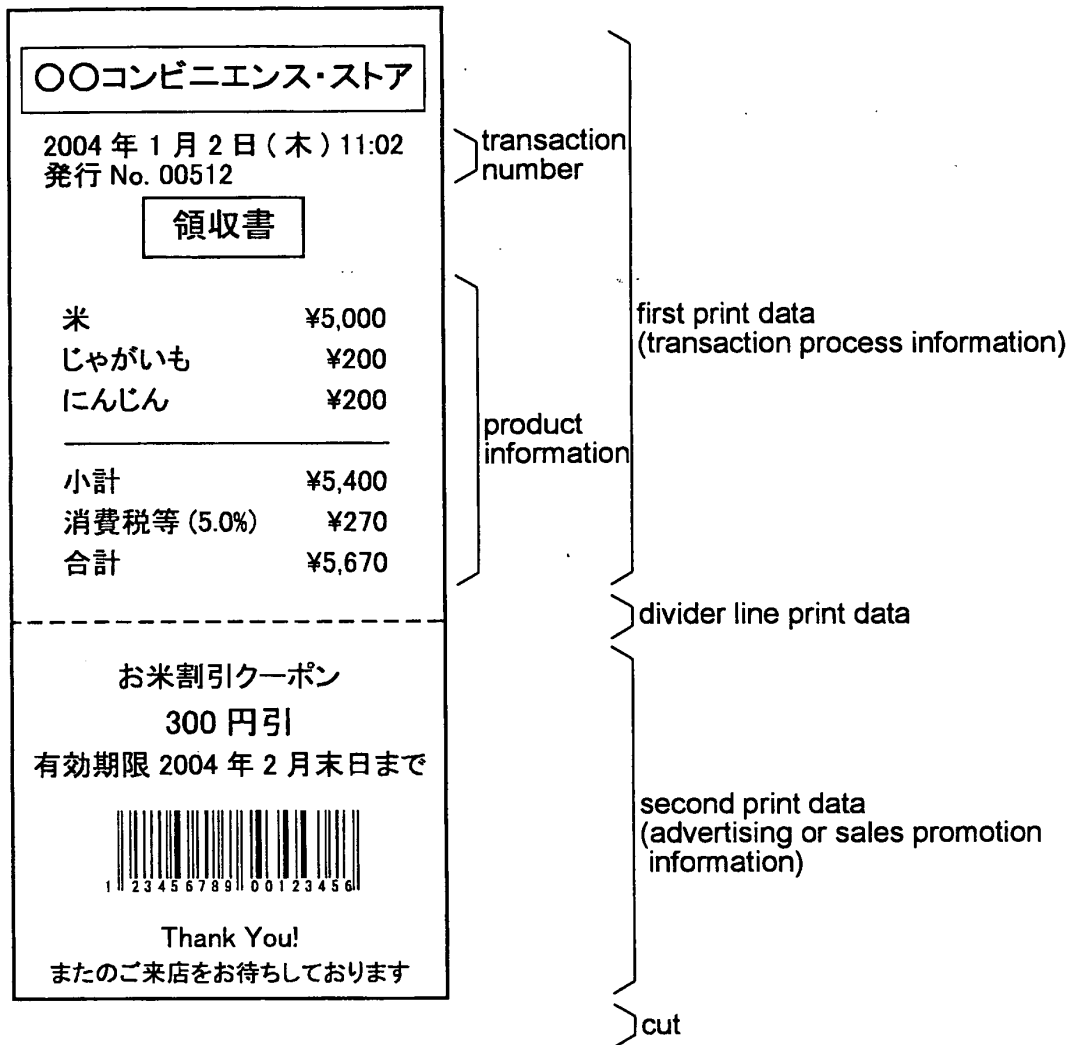 〇〇コンビニエンス・ストア
2004 年 1 月 2 日 ( 木 ) 11:02
発行 No. 00512
transaction
number
領収書
米 ¥5,000
じゃがいも ¥200
にんじん ¥200
小計 ¥5,400
消費税等 (5.0%) ¥270
合計 ¥5,670
product
information
first print data
(transaction process information)
divider line print data
お米割引クーポン
300 円引
有効期限 2004 年 2 月末日まで
1 23456789 00123456
Thank You!
またのご来店をお待ちしております
second print data
(advertising or sales promotion
information)
cut